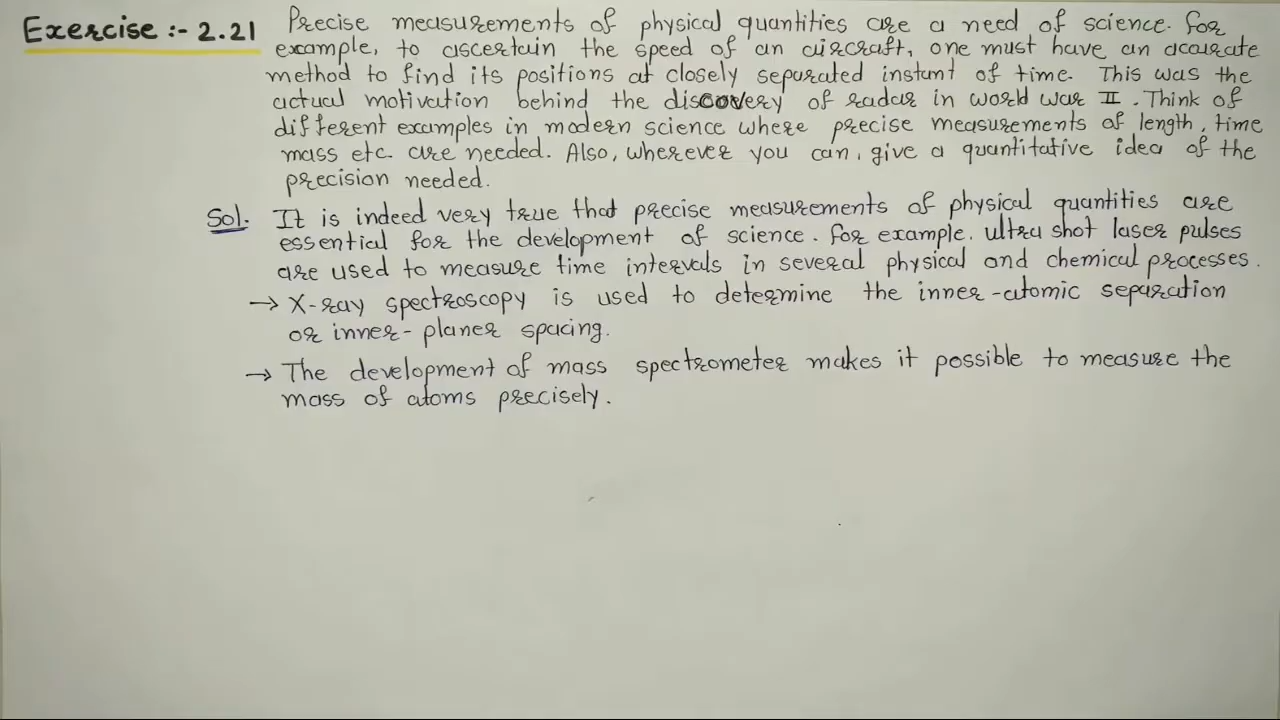 Exercise :- 2.21 Precise measurements of physical quantities are a need of science. For
example, to ascertain the speed of an aircraft, one must have an accurate
method to find its positions at closely separated instant of time. This was the
actual motivation behind the discovery of radar in world war II. Think of
different examples in modern science where precise measurements of length, time
mass etc. are needed. Also, wherever you can, give a quantitative idea of the
precision needed.
Sol. It is indeed very true that precise measurements of physical quantities are
essential for the development of science. For example, ultra shot laser pulses
are used to measure time intervals in several physical and chemical processes.
→ X-ray spectroscopy is used to determine the inner-atomic separation
or inner-planer spacing.
→ The development of mass spectrometer makes it possible to measure the
mass of atoms precisely.